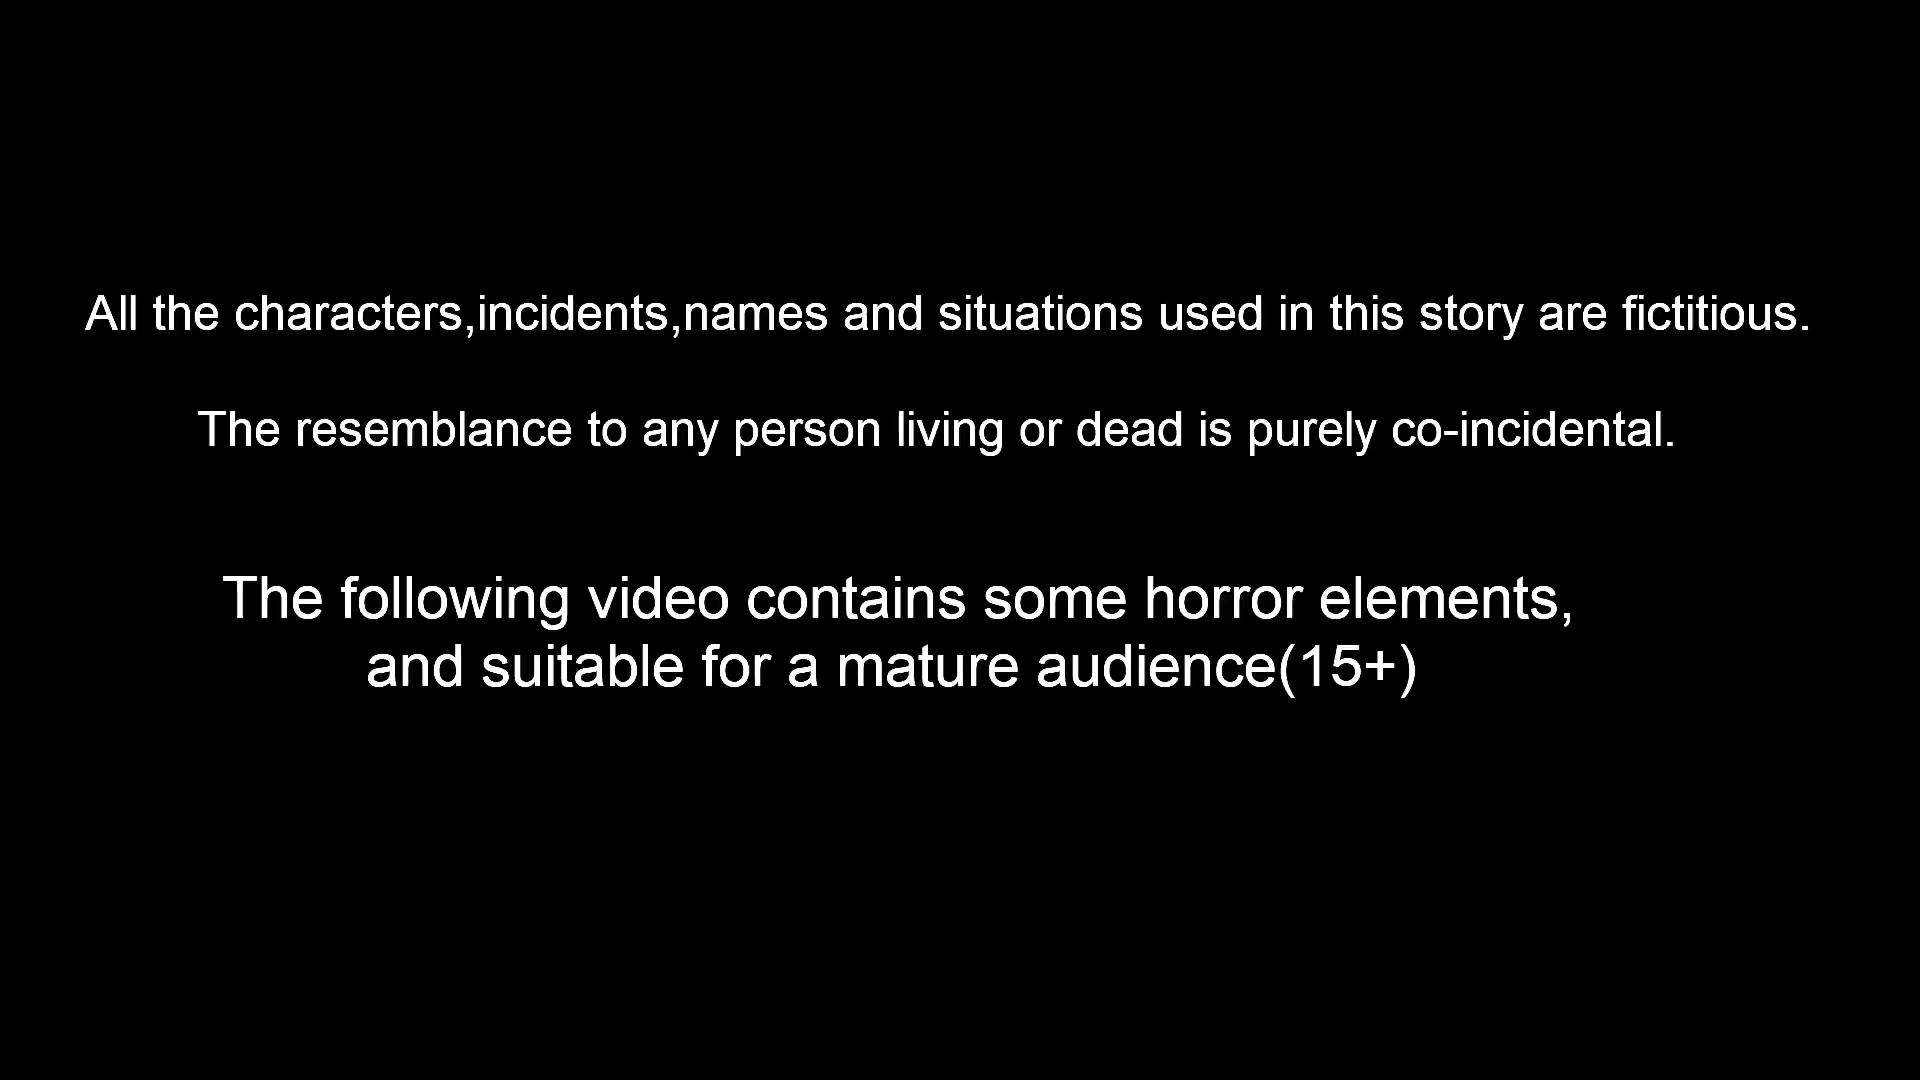 All the characters,incidents,names and situations used in this story are fictitious.
The resemblance to any person living or dead is purely co-incidental.
The following video contains some horror elements,
and suitable for a mature audience(15+)